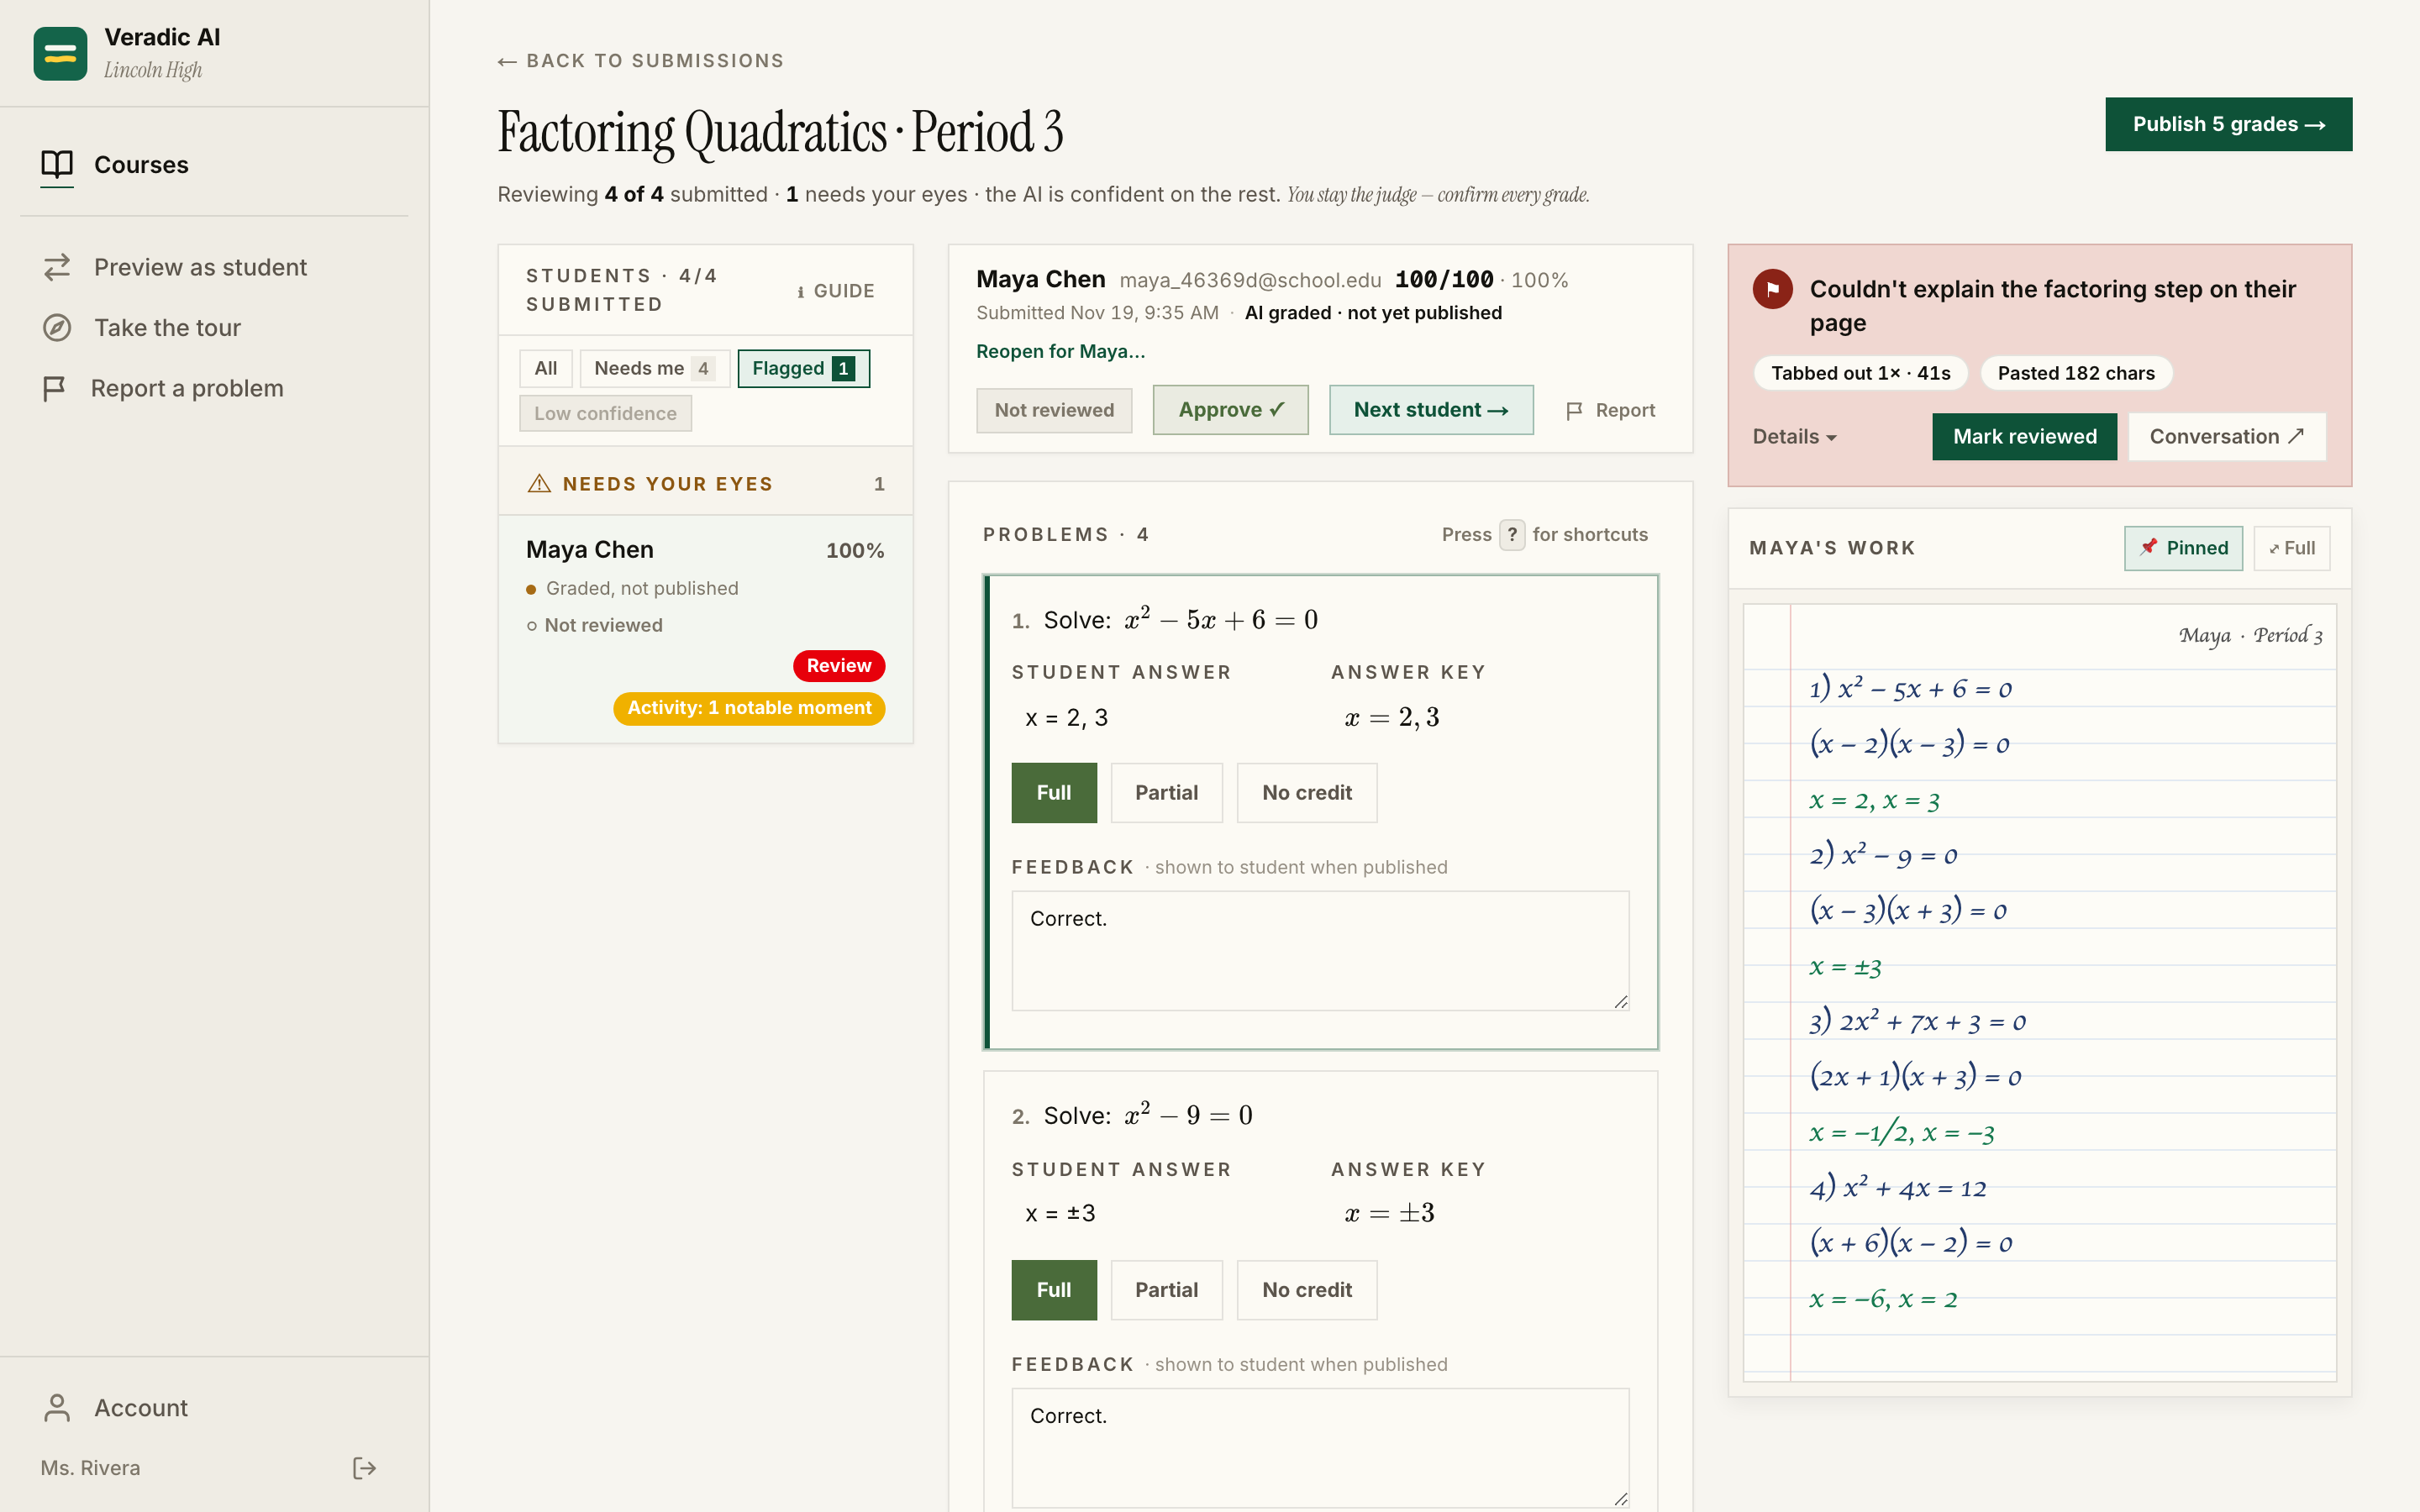 Veradic AI
Lincoln High
Courses
Preview as student
Take the tour
Report a problem
Account
Ms. Rivera
← BACK TO SUBMISSIONS
Factoring Quadratics · Period 3
Publish 5 grades →
Reviewing 4 of 4 submitted · 1 needs your eyes · the AI is confident on the rest. You stay the judge — confirm every grade.
STUDENTS · 4/4
SUBMITTED
i GUIDE
All
Needs me 4
Flagged 1
Low confidence
⚠ NEEDS YOUR EYES 1
Maya Chen 100%
Graded, not published
Not reviewed
Review
Activity: 1 notable moment
Maya Chen maya_46369d@school.edu 100/100 · 100%
Submitted Nov 19, 9:35 AM · AI graded · not yet published
Reopen for Maya...
Not reviewed
Approve ✓
Next student →
Report
PROBLEMS · 4
Press ? for shortcuts
1. Solve: x² − 5x + 6 = 0
STUDENT ANSWER ANSWER KEY
x = 2, 3 x = 2, 3
Full Partial No credit
FEEDBACK · shown to student when published
Correct.
2. Solve: x² − 9 = 0
STUDENT ANSWER ANSWER KEY
x = ±3 x = ±3
Full Partial No credit
FEEDBACK · shown to student when published
Correct.
Couldn't explain the factoring step on their
page
Tabbed out 1× · 41s
Pasted 182 chars
Details
Mark reviewed
Conversation ↗
MAYA'S WORK
Pinned
Full
Maya · Period 3
1) x² − 5x + 6 = 0
(x − 2)(x − 3) = 0
x = 2, x = 3
2) x² − 9 = 0
(x − 3)(x + 3) = 0
x = ±3
3) 2x² + 7x + 3 = 0
(2x + 1)(x + 3) = 0
x = −1/2, x = −3
4) x² + 4x = 12
(x + 6)(x − 2) = 0
x = −6, x = 2